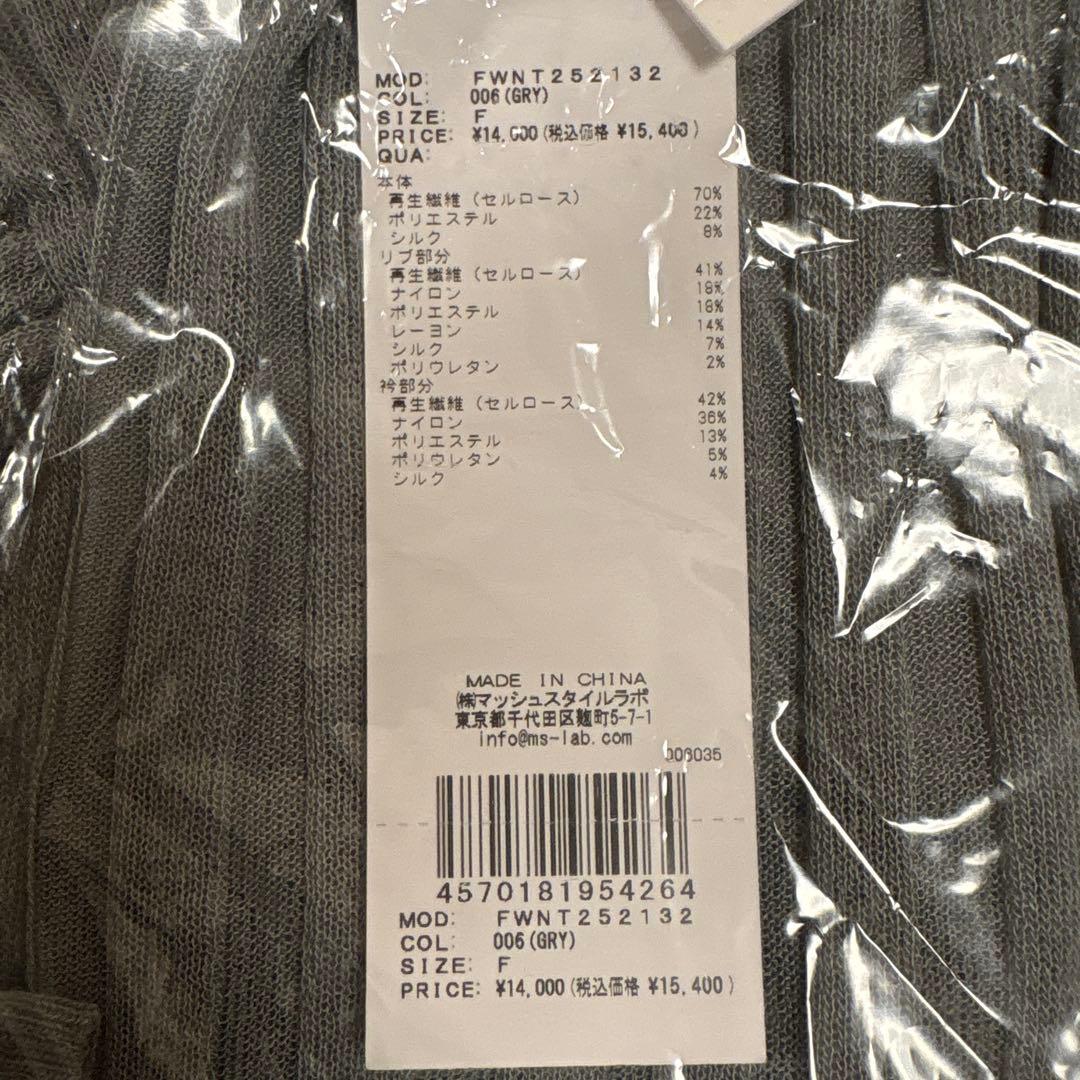 MOD: FWNT252132
COL: 006(GRY)
SIZE: F
PRICE: ¥14,000(税込価格 ¥15,400)
QUA:
本体
再生繊維(セルロース) 70%
ポリエステル 22%
シルク 8%
リブ部分
再生繊維(セルロース) 41%
ナイロン 18%
ポリエステル 18%
レーヨン 14%
シルク 7%
ポリウレタン 2%
衿部分
再生繊維(セルロース) 42%
ナイロン 36%
ポリエステル 13%
ポリウレタン 5%
シルク 4%
MADE IN CHINA
㈱マッシュスタイルラボ
東京都千代田区麹町5-7-1
info@ms-lab.com
006035
4570181954264
MOD: FWNT252132
COL: 006(GRY)
SIZE: F
PRICE: ¥14,000(税込価格 ¥15,400)